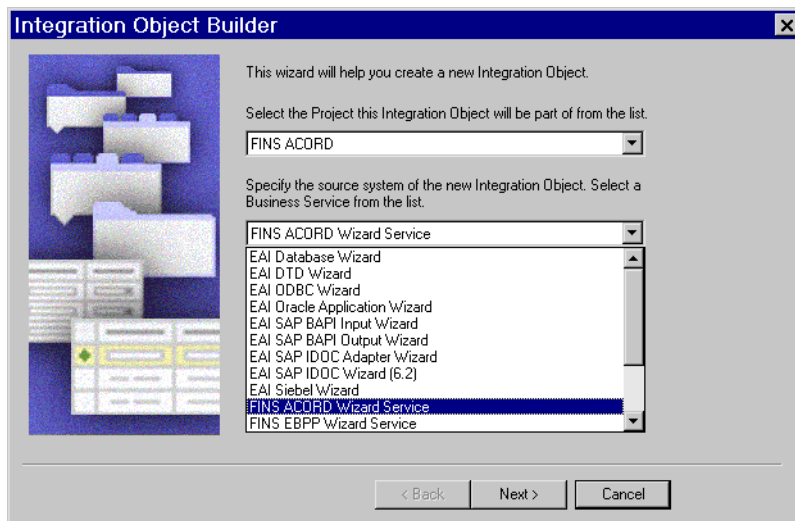 Integration Object Builder
This wizard will help you create a new Integration Object.
Select the Project this Integration Object will be part of from the list.
FINS ACORD
Specify the source system of the new Integration Object. Select a
Business Service from the list.
FINS ACORD Wizard Service
EAI Database Wizard
EAI DTD Wizard
EAI ODBC Wizard
EAI Oracle Application Wizard
EAI SAP BAPI Input Wizard
EAI SAP BAPI Output Wizard
EAI SAP IDOC Adapter Wizard
EAI SAP IDOC Wizard (6.2)
EAI Siebel Wizard
FINS ACORD Wizard Service
FINS EBPP Wizard Service
< Back Next > Cancel